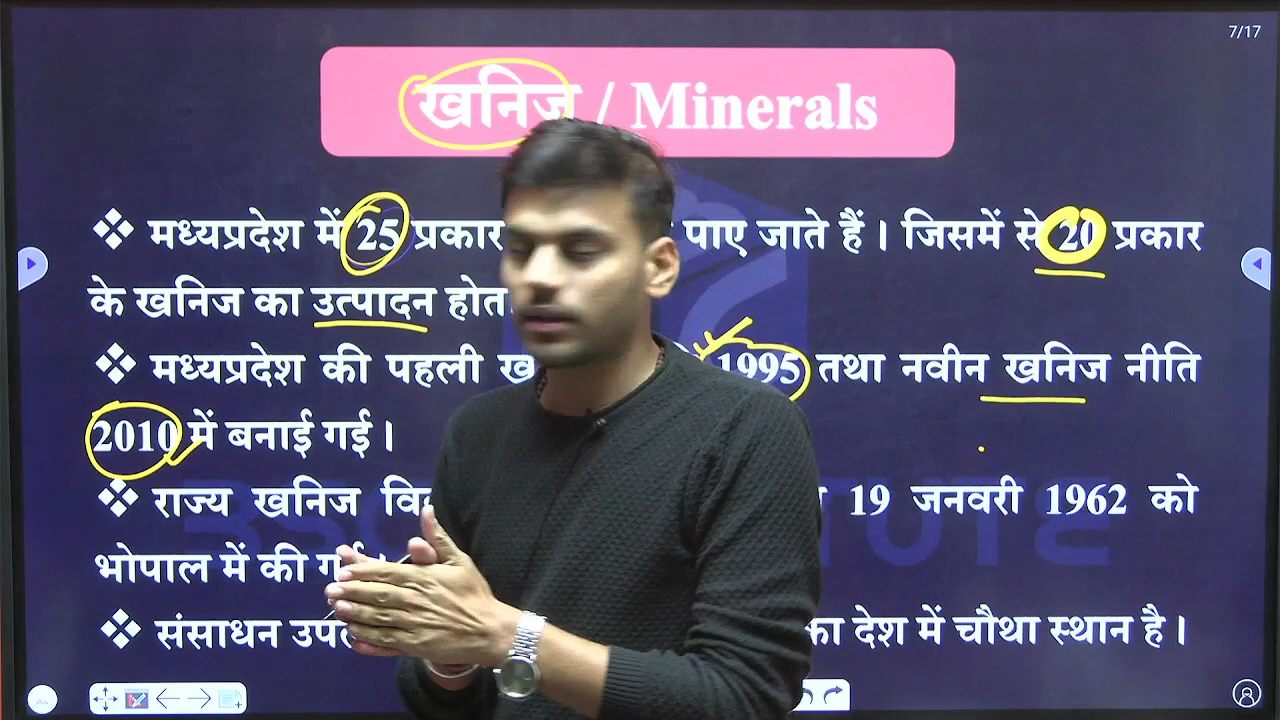 7/17
खनिज / Minerals
❖ मध्यप्रदेश में 25 प्रकार पाए जाते हैं। जिसमें से 20 प्रकार
के खनिज का उत्पादन होता
❖ मध्यप्रदेश की पहली 1995 तथा नवीन खनिज नीति
2010 में बनाई गई।
❖ राज्य खनिज 19 जनवरी 1962 को
भोपाल में की
❖ संसाधन का देश में चौथा स्थान है।